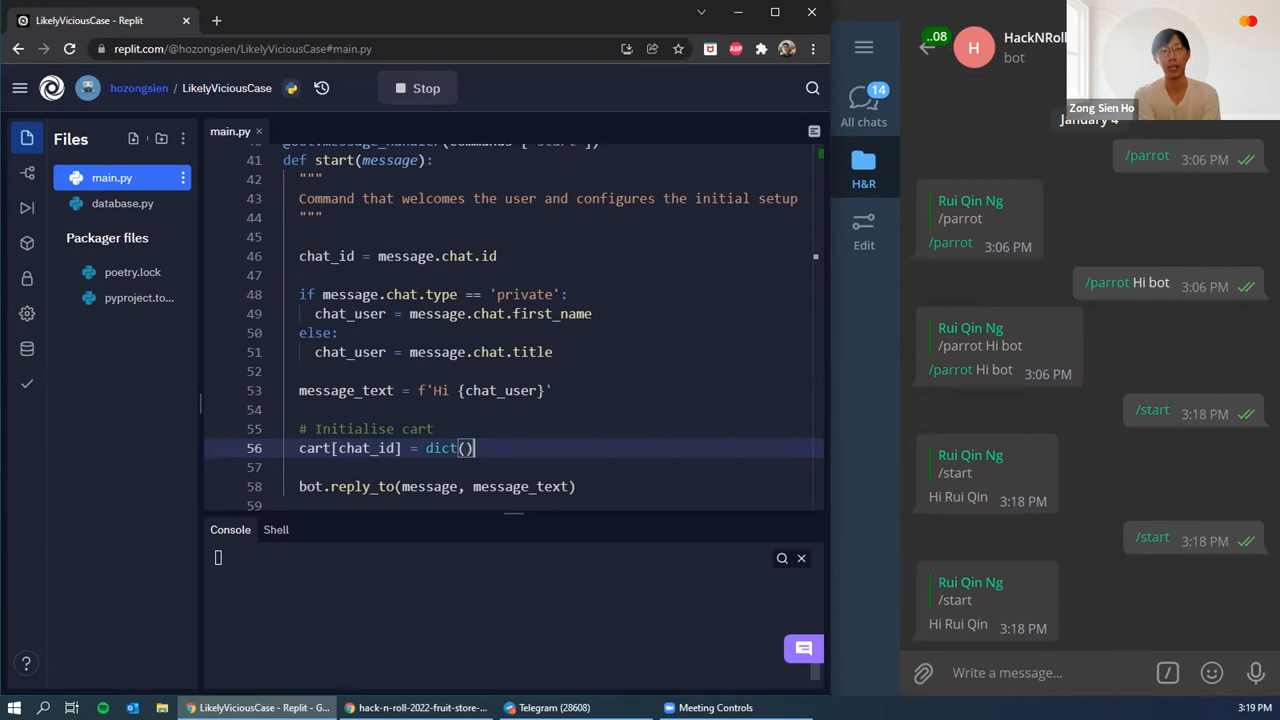 LikelyViciousCase - Replit
replit.com/@hozongsien/LikelyViciousCase#main.py
ABP
hozongsien
/
LikelyViciousCase
Stop
Files
main.py
database.py
Packager files
poetry.lock
pyproject.to...
main.py
41 def start(message):
42 """
43 Command that welcomes the user and configures the initial setup
44 """
45
46 chat_id = message.chat.id
47
48 if message.chat.type == 'private':
49 chat_user = message.chat.first_name
50 else:
51 chat_user = message.chat.title
52
53 message_text = f'Hi {chat_user}'
54
55 # Initialise cart
56 cart[chat_id] = dict()
57
58 bot.reply_to(message, message_text)
59
Console
Shell
?
14
All chats
H&R
Edit
..08
H
HackNRoll
bot
Zong Sien Ho
January 4
/parrot 3:06 PM
Rui Qin Ng
/parrot
/parrot 3:06 PM
/parrot Hi bot 3:06 PM
Rui Qin Ng
/parrot Hi bot
/parrot Hi bot 3:06 PM
/start 3:18 PM
Rui Qin Ng
/start
Hi Rui Qin 3:18 PM
/start 3:18 PM
Rui Qin Ng
/start
Hi Rui Qin 3:18 PM
Write a message...
LikelyViciousCase - Replit - G...
hack-n-roll-2022-fruit-store-...
Telegram (28608)
Meeting Controls
3:19 PM